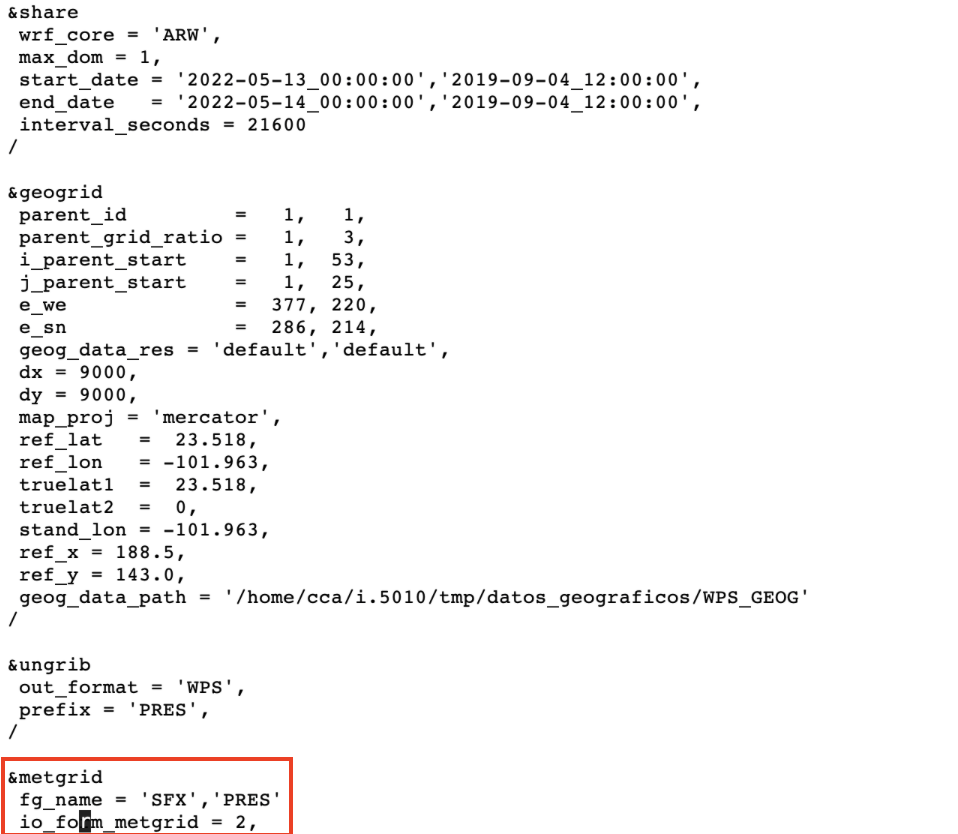 &share
 wrf_core = 'ARW',
 max_dom = 1,
 start_date = '2022-05-13_00:00:00','2019-09-04_12:00:00',
 end_date   = '2022-05-14_00:00:00','2019-09-04_12:00:00',
 interval_seconds = 21600
/

&geogrid
 parent_id         =   1,   1,
 parent_grid_ratio =   1,   3,
 i_parent_start    =   1,  53,
 j_parent_start    =   1,  25,
 e_we              =  377, 220,
 e_sn              =  286, 214,
 geog_data_res = 'default','default',
 dx = 9000,
 dy = 9000,
 map_proj = 'mercator',
 ref_lat   =  23.518,
 ref_lon   = -101.963,
 truelat1  =  23.518,
 truelat2  =  0,
 stand_lon = -101.963,
 ref_x = 188.5,
 ref_y = 143.0,
 geog_data_path = '/home/cca/i.5010/tmp/datos_geograficos/WPS_GEOG'
/

&ungrib
 out_format = 'WPS',
 prefix = 'PRES',
/

&metgrid
 fg_name = 'SFX','PRES'
 io_form_metgrid = 2,